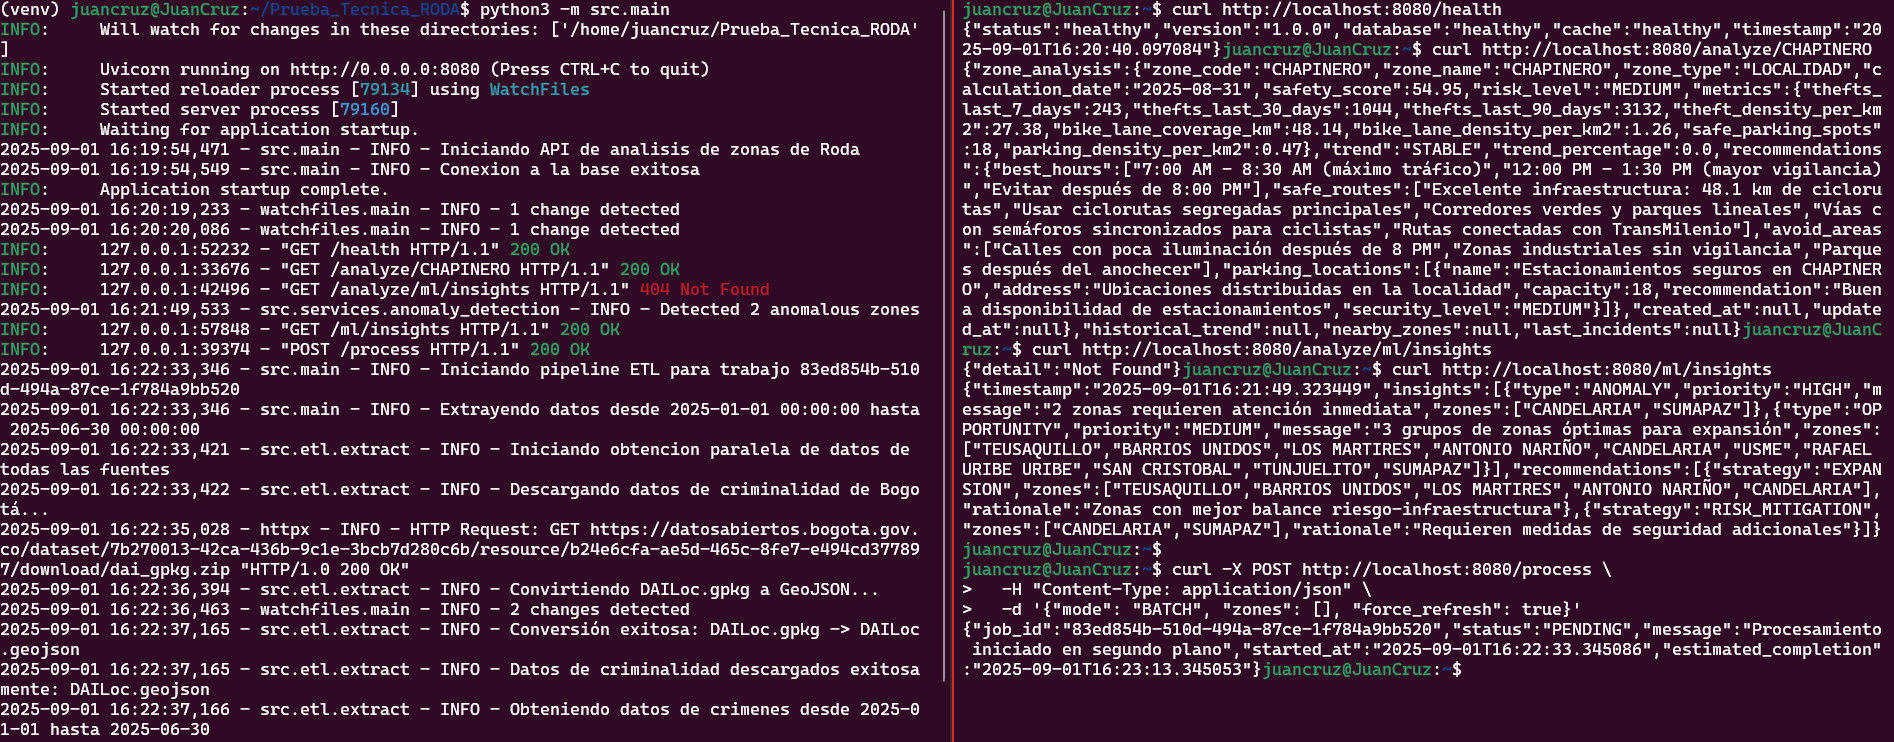 (venv) juancruz@JuanCruz:~/Prueba_Tecnica_RODA$ python3 -m src.main
INFO:     Will watch for changes in these directories: ['/home/juancruz/Prueba_Tecnica_RODA'
]
INFO:     Uvicorn running on http://0.0.0.0:8080 (Press CTRL+C to quit)
INFO:     Started reloader process [79134] using WatchFiles
INFO:     Started server process [79160]
INFO:     Waiting for application startup.
2025-09-01 16:19:54,471 - src.main - INFO - Iniciando API de analisis de zonas de Roda
2025-09-01 16:19:54,549 - src.main - INFO - Conexion a la base exitosa
INFO:     Application startup complete.
2025-09-01 16:20:19,233 - watchfiles.main - INFO - 1 change detected
2025-09-01 16:20:20,086 - watchfiles.main - INFO - 1 change detected
INFO:     127.0.0.1:52232 - "GET /health HTTP/1.1" 200 OK
INFO:     127.0.0.1:33676 - "GET /analyze/CHAPINERO HTTP/1.1" 200 OK
INFO:     127.0.0.1:42496 - "GET /analyze/ml/insights HTTP/1.1" 404 Not Found
2025-09-01 16:21:49,533 - src.services.anomaly_detection - INFO - Detected 2 anomalous zones
INFO:     127.0.0.1:57848 - "GET /ml/insights HTTP/1.1" 200 OK
INFO:     127.0.0.1:39374 - "POST /process HTTP/1.1" 200 OK
2025-09-01 16:22:33,346 - src.main - INFO - Iniciando pipeline ETL para trabajo 83ed854b-510
d-494a-87ce-1f784a9bb520
2025-09-01 16:22:33,346 - src.main - INFO - Extrayendo datos desde 2025-01-01 00:00:00 hasta
 2025-06-30 00:00:00
2025-09-01 16:22:33,421 - src.etl.extract - INFO - Iniciando obtencion paralela de datos de
todas las fuentes
2025-09-01 16:22:33,422 - src.etl.extract - INFO - Descargando datos de criminalidad de Bogo
tá...
2025-09-01 16:22:35,028 - httpx - INFO - HTTP Request: GET https://datosabiertos.bogota.gov.
co/dataset/7b270013-42ca-436b-9c1e-3bcb7d280c6b/resource/b24e6cfa-ae5d-465c-8fe7-e494cd37789
7/download/dai_gpkg.zip "HTTP/1.0 200 OK"
2025-09-01 16:22:36,394 - src.etl.extract - INFO - Convirtiendo DAILoc.gpkg a GeoJSON...
2025-09-01 16:22:36,463 - watchfiles.main - INFO - 2 changes detected
2025-09-01 16:22:37,165 - src.etl.extract - INFO - Conversión exitosa: DAILoc.gpkg -> DAILoc
.geojson
2025-09-01 16:22:37,165 - src.etl.extract - INFO - Datos de criminalidad descargados exitosa
mente: DAILoc.geojson
2025-09-01 16:22:37,166 - src.etl.extract - INFO - Obteniendo datos de crimenes desde 2025-0
1-01 hasta 2025-06-30
juancruz@JuanCruz:~$ curl http://localhost:8080/health
{"status":"healthy","version":"1.0.0","database":"healthy","cache":"healthy","timestamp":"20
25-09-01T16:20:40.097084"}juancruz@JuanCruz:~$ curl http://localhost:8080/analyze/CHAPINERO
{"zone_analysis":{"zone_code":"CHAPINERO","zone_name":"CHAPINERO","zone_type":"LOCALIDAD","c
alculation_date":"2025-08-31","safety_score":54.95,"risk_level":"MEDIUM","metrics":{"thefts_
last_7_days":243,"thefts_last_30_days":1044,"thefts_last_90_days":3132,"theft_density_per_km
2":27.38,"bike_lane_coverage_km":48.14,"bike_lane_density_per_km2":1.26,"safe_parking_spots"
:18,"parking_density_per_km2":0.47},"trend":"STABLE","trend_percentage":0.0,"recommendations
":{"best_hours":["7:00 AM - 8:30 AM (máximo tráfico)","12:00 PM - 1:30 PM (mayor vigilancia)
","Evitar después de 8:00 PM"],"safe_routes":["Excelente infraestructura: 48.1 km de cicloru
tas","Usar ciclorutas segregadas principales","Corredores verdes y parques lineales","Vías c
on semáforos sincronizados para ciclistas","Rutas conectadas con TransMilenio"],"avoid_areas
":["Calles con poca iluminación después de 8 PM","Zonas industriales sin vigilancia","Parque
s después del anochecer"],"parking_locations":[{"name":"Estacionamientos seguros en CHAPINER
O","address":"Ubicaciones distribuidas en la localidad","capacity":18,"recommendation":"Buen
a disponibilidad de estacionamientos","security_level":"MEDIUM"}]},"created_at":null,"update
d_at":null},"historical_trend":null,"nearby_zones":null,"last_incidents":null}juancruz@JuanC
ruz:~$ curl http://localhost:8080/analyze/ml/insights
{"detail":"Not Found"}juancruz@JuanCruz:~$ curl http://localhost:8080/ml/insights
{"timestamp":"2025-09-01T16:21:49.323449","insights":[{"type":"ANOMALY","priority":"HIGH","m
essage":"2 zonas requieren atención inmediata","zones":["CANDELARIA","SUMAPAZ"]},{"type":"OP
PORTUNITY","priority":"MEDIUM","message":"3 grupos de zonas óptimas para expansión","zones":
["TEUSAQUILLO","BARRIOS UNIDOS","LOS MARTIRES","ANTONIO NARIÑO","CANDELARIA","USME","RAFAEL
URIBE URIBE","SAN CRISTOBAL","TUNJUELITO","SUMAPAZ"]}],"recommendations":[{"strategy":"EXPAN
SION","zones":["TEUSAQUILLO","BARRIOS UNIDOS","LOS MARTIRES","ANTONIO NARIÑO","CANDELARIA"],
"rationale":"Zonas con mejor balance riesgo-infraestructura"},{"strategy":"RISK_MITIGATION",
"zones":["CANDELARIA","SUMAPAZ"],"rationale":"Requieren medidas de seguridad adicionales"}]}
juancruz@JuanCruz:~$
juancruz@JuanCruz:~$ curl -X POST http://localhost:8080/process \
>   -H "Content-Type: application/json" \
>   -d '{"mode": "BATCH", "zones": [], "force_refresh": true}'
{"job_id":"83ed854b-510d-494a-87ce-1f784a9bb520","status":"PENDING","message":"Procesamiento
 iniciado en segundo plano","started_at":"2025-09-01T16:22:33.345086","estimated_completion"
:"2025-09-01T16:23:13.345053"}juancruz@JuanCruz:~$